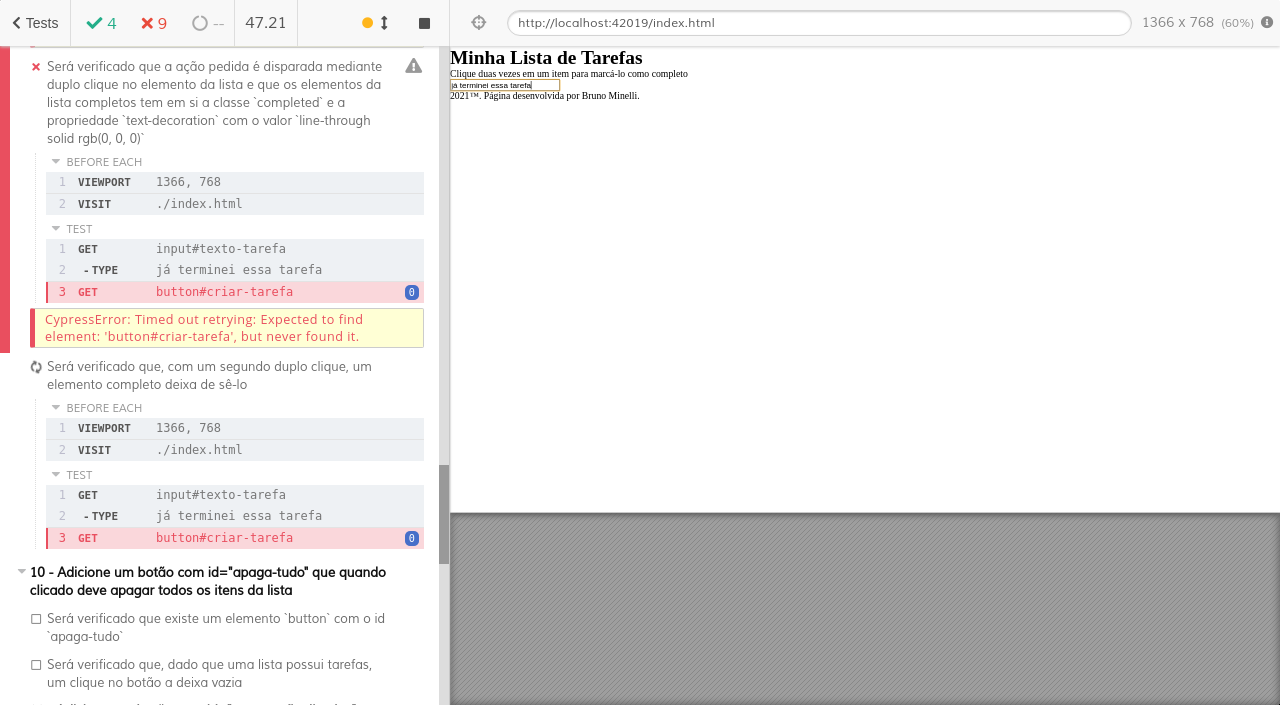 Tests 4 9 -- 47.21
http://localhost:42019/index.html 1366 x 768 (60%)
Será verificado que a ação pedida é disparada mediante
duplo clique no elemento da lista e que os elementos da
lista completos tem em si a classe `completed` e a
propriedade `text-decoration` com o valor `line-through
solid rgb(0, 0, 0)`
BEFORE EACH
1 VIEWPORT 1366, 768
2 VISIT ./index.html
TEST
1 GET input#texto-tarefa
2 -TYPE já terminei essa tarefa
3 GET button#criar-tarefa 0
CypressError: Timed out retrying: Expected to find
element: 'button#criar-tarefa', but never found it.
Será verificado que, com um segundo duplo clique, um
elemento completo deixa de sê-lo
BEFORE EACH
1 VIEWPORT 1366, 768
2 VISIT ./index.html
TEST
1 GET input#texto-tarefa
2 -TYPE já terminei essa tarefa
3 GET button#criar-tarefa 0
10 - Adicione um botão com id="apaga-tudo" que quando
clicado deve apagar todos os itens da lista
Será verificado que existe um elemento `button` com o id
`apaga-tudo`
Será verificado que, dado que uma lista possui tarefas,
um clique no botão a deixa vazia
Minha Lista de Tarefas
Clique duas vezes em um item para marcá-lo como completo
já terminei essa tarefa
2021™. Página desenvolvida por Bruno Minelli.